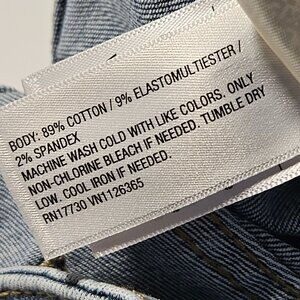 BODY: 89% COTTON / 9% ELASTOMULTIESTER /
2% SPANDEX
MACHINE WASH COLD WITH LIKE COLORS. ONLY
NON-CHLORINE BLEACH IF NEEDED. TUMBLE DRY
LOW. COOL IRON IF NEEDED.
RN17730 VN1126365